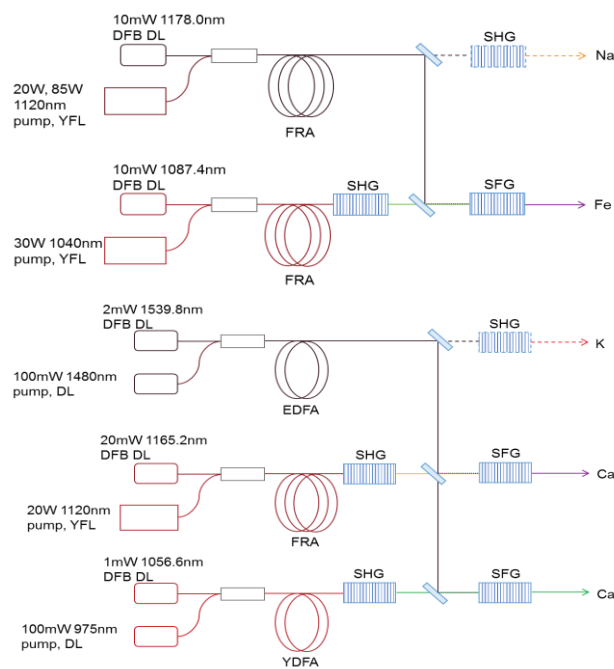 10mW 1178.0nm
DFB DL
SHG
Na
20W, 85W
1120nm
pump, YFL
FRA
10mW 1087.4nm
DFB DL
SHG
SFG
Fe
30W 1040nm
pump, YFL
FRA
2mW 1539.8nm
DFB DL
SHG
K
100mW 1480nm
pump, DL
EDFA
20mW 1165.2nm
DFB DL
SHG
SFG
Ca
20W 1120nm
pump, YFL
FRA
1mW 1056.6nm
DFB DL
SHG
SFG
Ca
100mW 975nm
pump, DL
YDFA